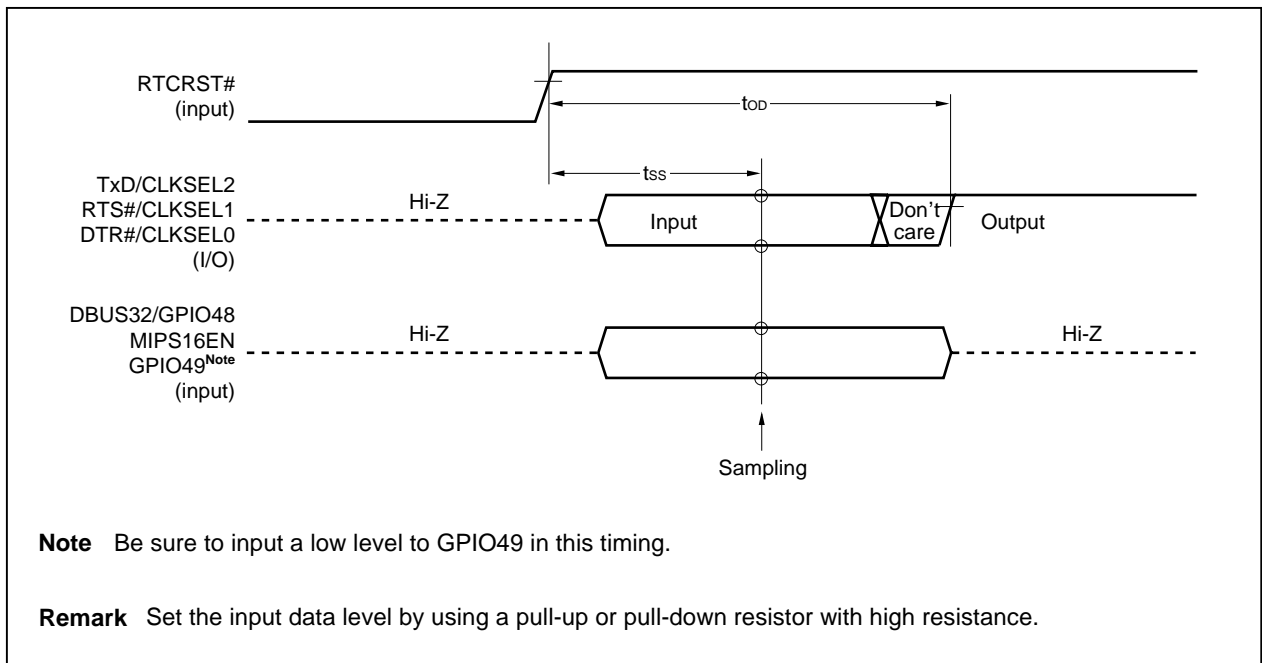 RTCRST#
(input)
tOD
tSS
TxD/CLKSEL2
RTS#/CLKSEL1
DTR#/CLKSEL0
(I/O)
Hi-Z
Input
Don't
care
Output
DBUS32/GPIO48
MIPS16EN
GPIO49Note
(input)
Hi-Z
Hi-Z
Sampling
Note Be sure to input a low level to GPIO49 in this timing.
Remark Set the input data level by using a pull-up or pull-down resistor with high resistance.